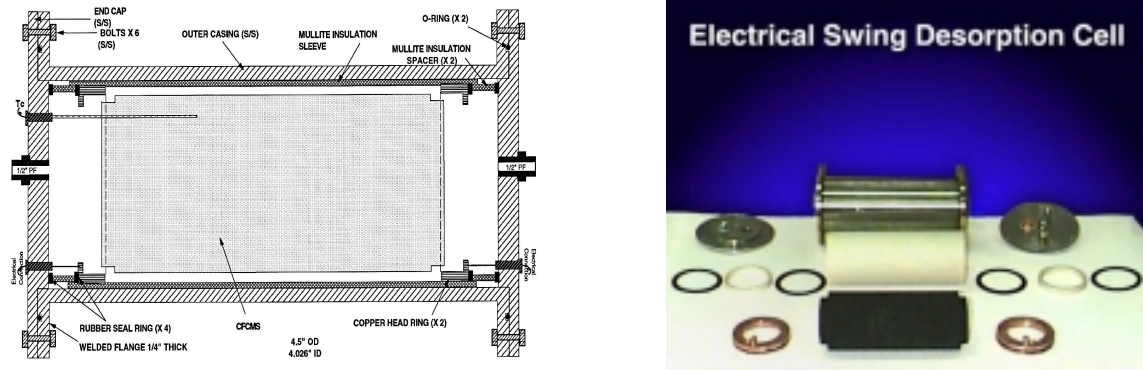 END CAP
(S/S)
BOLTS X 6
(S/S)
OUTER CASING (S/S)
MULLITE INSULATION
SLEEVE
O-RING (X 2)
MULLITE INSULATION
SPACER (X 2)
Tc
1/2" PF
1/2" PF
Electrical
Connection
Electrical
Connection
RUBBER SEAL RING (X 4)
WELDED FLANGE 1/4" THICK
CFCMS
4.5" OD
4.026" ID
COPPER HEAD RING (X 2)
Electrical Swing Desorption Cell